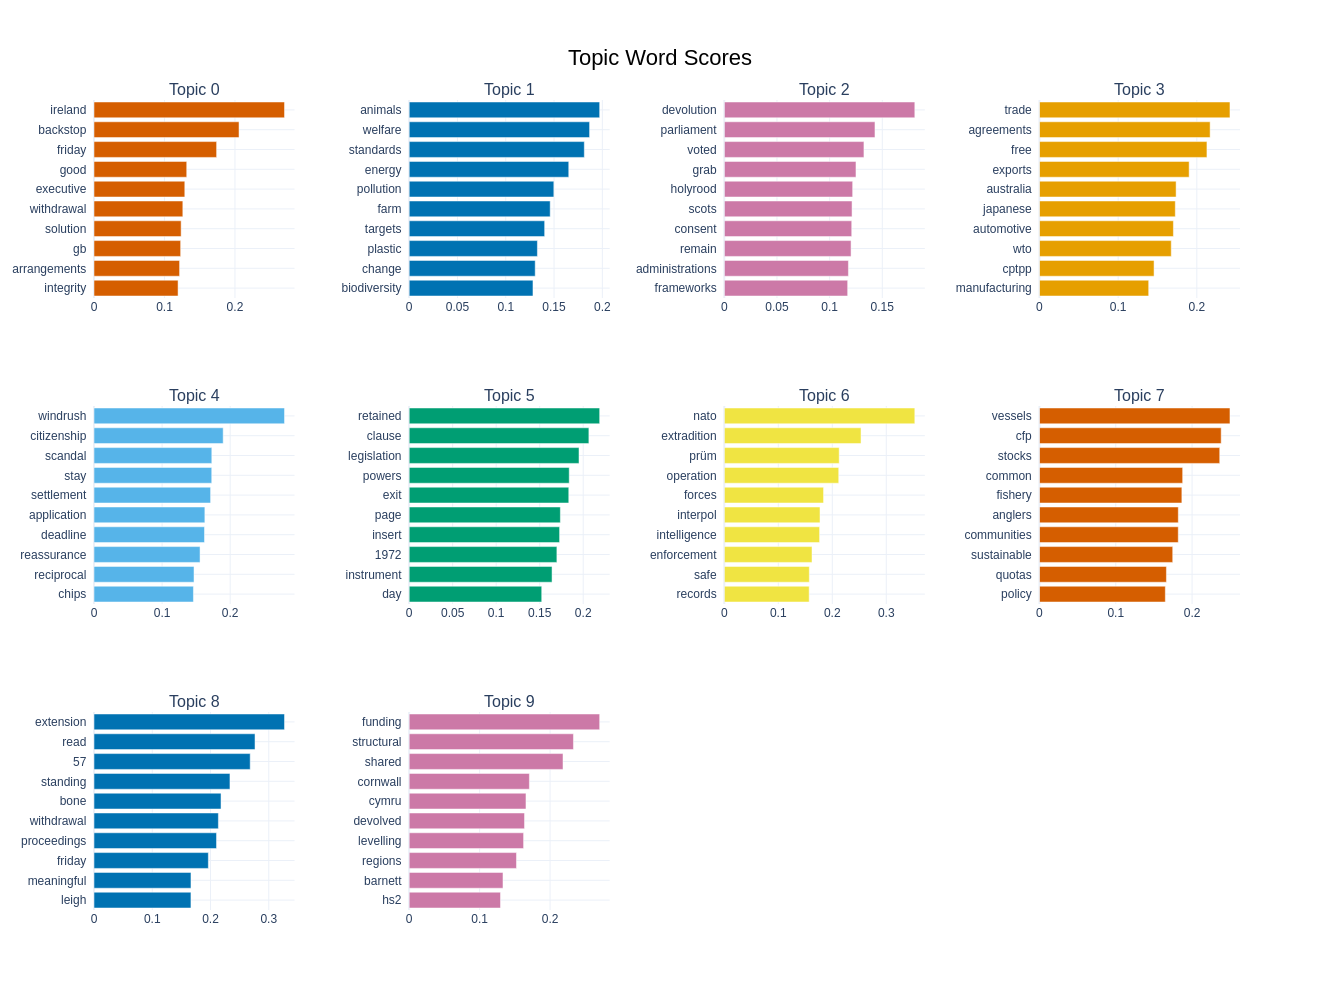 Topic Word Scores
Topic 0
ireland
backstop
friday
good
executive
withdrawal
solution
gb
arrangements
integrity
0 0.1 0.2
Topic 1
animals
welfare
standards
energy
pollution
farm
targets
plastic
change
biodiversity
0 0.05 0.1 0.15 0.2
Topic 2
devolution
parliament
voted
grab
holyrood
scots
consent
remain
administrations
frameworks
0 0.05 0.1 0.15
Topic 3
trade
agreements
free
exports
australia
japanese
automotive
wto
cptpp
manufacturing
0 0.1 0.2
Topic 4
windrush
citizenship
scandal
stay
settlement
application
deadline
reassurance
reciprocal
chips
0 0.1 0.2
Topic 5
retained
clause
legislation
powers
exit
page
insert
1972
instrument
day
0 0.05 0.1 0.15 0.2
Topic 6
nato
extradition
prüm
operation
forces
interpol
intelligence
enforcement
safe
records
0 0.1 0.2 0.3
Topic 7
vessels
cfp
stocks
common
fishery
anglers
communities
sustainable
quotas
policy
0 0.1 0.2
Topic 8
extension
read
57
standing
bone
withdrawal
proceedings
friday
meaningful
leigh
0 0.1 0.2 0.3
Topic 9
funding
structural
shared
cornwall
cymru
devolved
levelling
regions
barnett
hs2
0 0.1 0.2